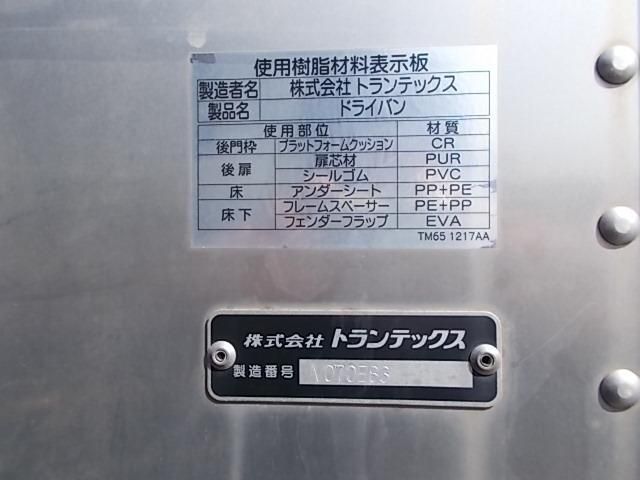 使用樹脂材料表示板
製造者名 株式会社 トランテックス
製品名 ドライバン
使用部位 材質
後門枠 プラットフォームクッション CR
後扉 扉芯材 PUR
シールゴム PVC
床 アンダーシート PP+PE
床下 フレームスペーサー PE+PP
フェンダーフラップ EVA
TM65 1217AA
株式会社 トランテックス
製造番号